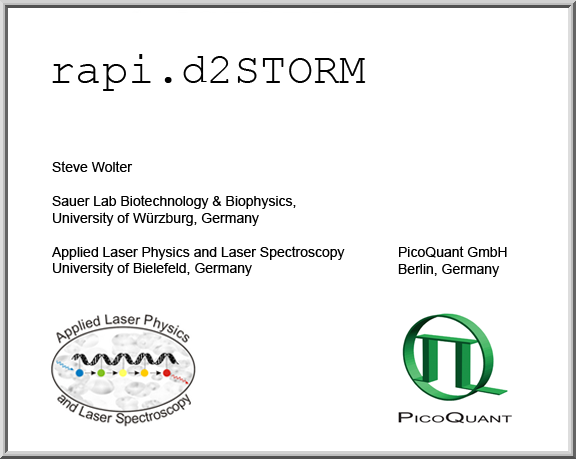 rapi.d2STORM
Steve Wolter
Sauer Lab Biotechnology & Biophysics,
University of Würzburg, Germany
Applied Laser Physics and Laser Spectroscopy
University of Bielefeld, Germany
PicoQuant GmbH
Berlin, Germany
Applied Laser Physics
and Laser Spectroscopy
PICOQUANT